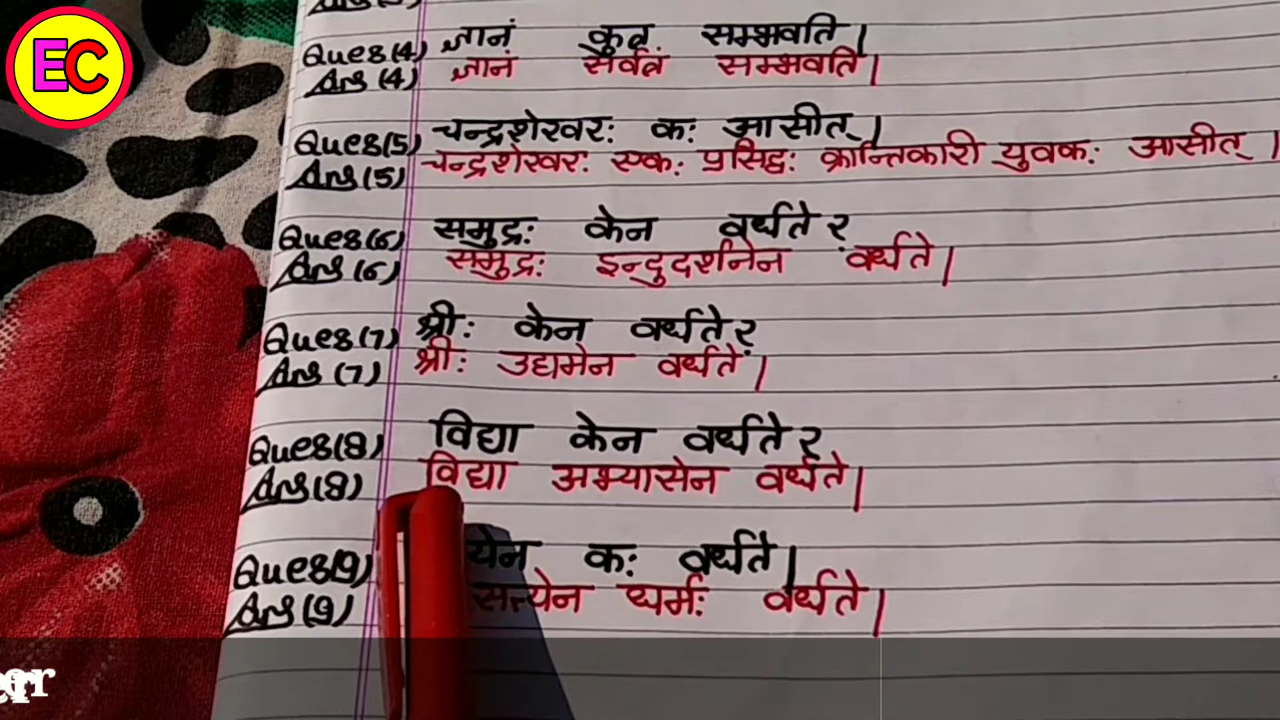 EC
Ques(4) ज्ञानं कुत्र सम्भवति।
Ans(4) ज्ञानं सर्वत्र सम्भवति।
Ques(5) चन्द्रशेखरः कः आसीत्।
Ans(5) चन्द्रशेखरः एकः प्रसिद्धः क्रान्तिकारी युवकः आसीत्।
Ques(6) समुद्रः केन वर्धते?
Ans(6) समुद्रः इन्दुदर्शनेन वर्धते।
Ques(7) श्रीः केन वर्धते?
Ans(7) श्रीः उद्यमेन वर्धते।
Ques(8) विद्या केन वर्धते?
Ans(8) विद्या अभ्यासेन वर्धते।
Ques(9) येन कः वर्धते।
Ans(9) सत्येन धर्मः वर्धते।